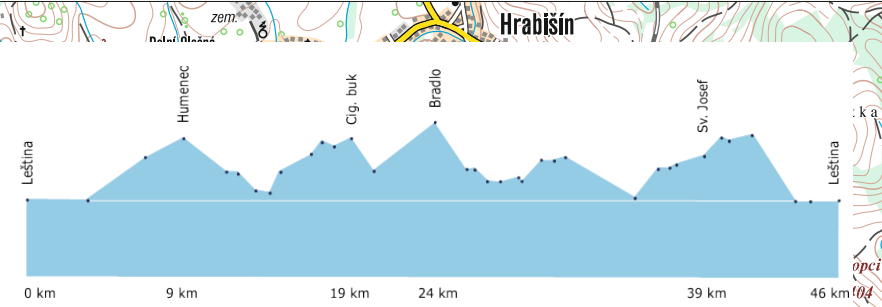 zem.
Hrabišín
Humenec
Cig. buk
Bradlo
Sv. Josef
Leština
Leština
0 km
9 km
19 km
24 km
39 km
46 km